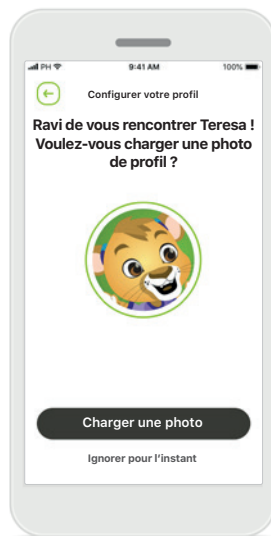 PH 9:41 AM 100%
Configurer votre profil
Ravi de vous rencontrer Teresa !
Voulez-vous charger une photo
de profil ?
Charger une photo
Ignorer pour l'instant